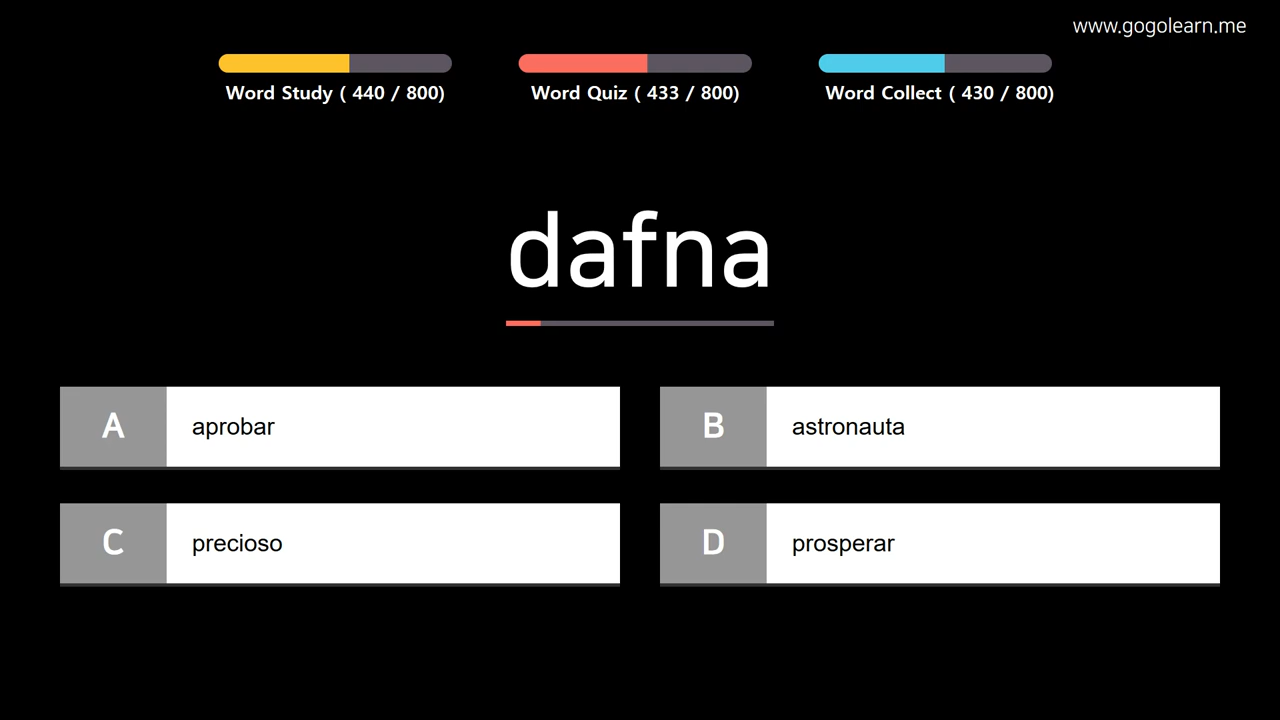 www.gogolearn.me
Word Study ( 440 / 800)
Word Quiz ( 433 / 800)
Word Collect ( 430 / 800)
dafna
A aprobar
B astronauta
C precioso
D prosperar